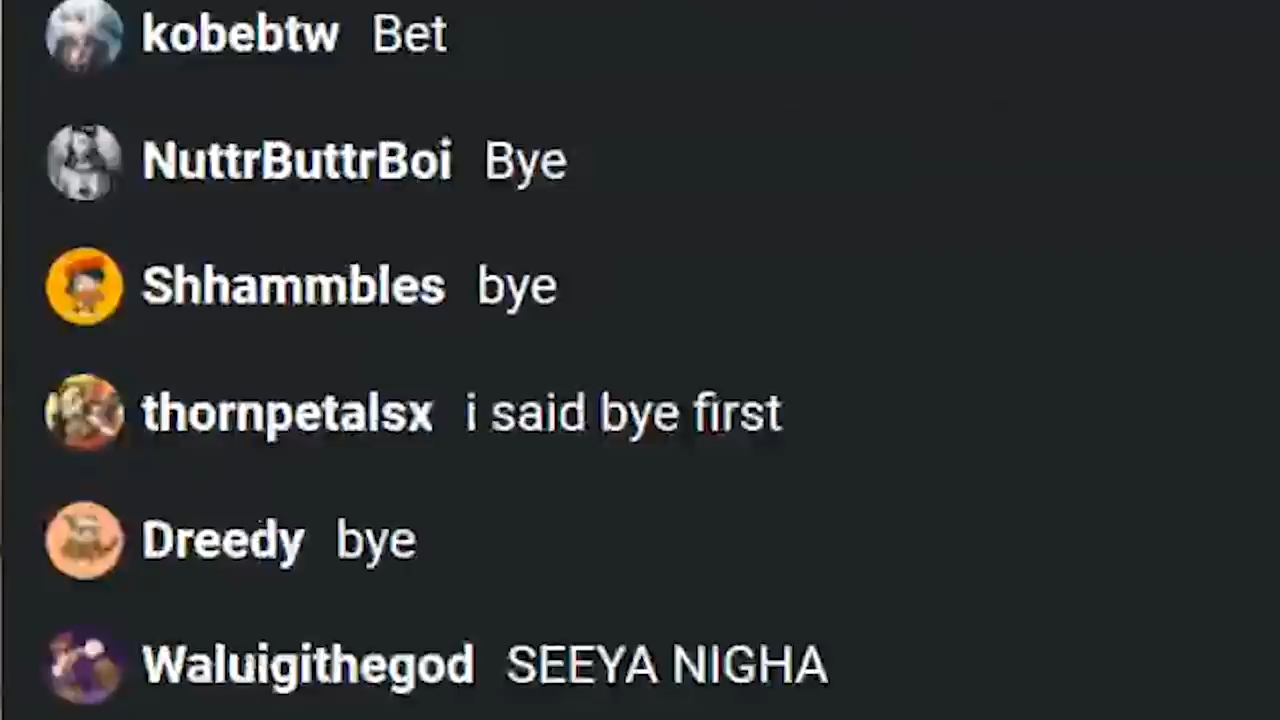 kobebtw Bet
NuttrButtrBoi Bye
Shhammbles bye
thornpetalsx i said bye first
Dreedy bye
Waluigithegod SEEYA NIGHA